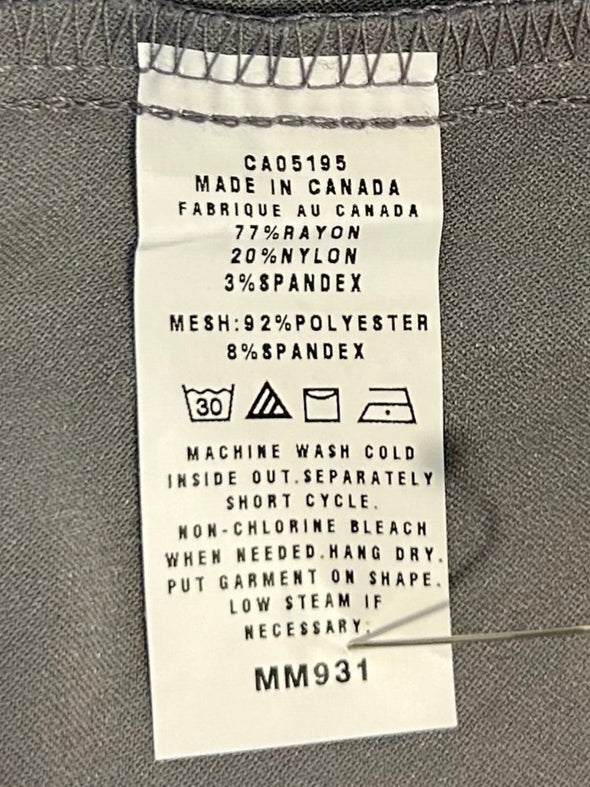 CA05195
MADE IN CANADA
FABRIQUE AU CANADA
77%RAYON
20%NYLON
3%SPANDEX
MESH:92%POLYESTER
8%SPANDEX
30
MACHINE WASH COLD
INSIDE OUT.SEPARATELY
SHORT CYCLE.
NON-CHLORINE BLEACH
WHEN NEEDED.HANG DRY.
PUT GARMENT ON SHAPE.
LOW STEAM IF
NECESSARY.
MM931